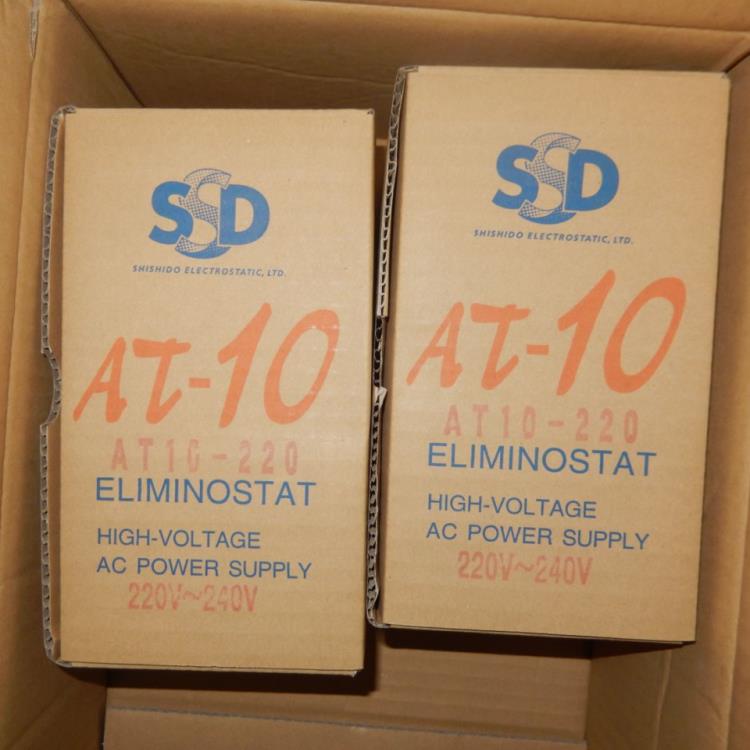 SSD
SHISHIDO ELECTROSTATIC, LTD.
AT-10
AT10-220
ELIMINOSTAT
HIGH-VOLTAGE
AC POWER SUPPLY
220V~240V
SSD
SHISHIDO ELECTROSTATIC, LTD.
AT-10
AT10-220
ELIMINOSTAT
HIGH-VOLTAGE
AC POWER SUPPLY
220V~240V